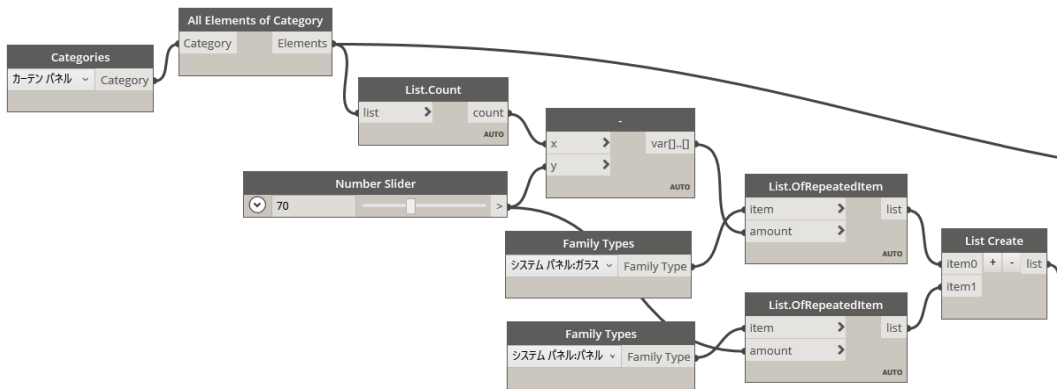 All Elements of Category
Category Elements
Categories
カーテン パネル Category
List.Count
list > count
AUTO
-
x > var[]..[]
y >
AUTO
Number Slider
70 >
List.OfRepeatedItem
item > list
amount >
AUTO
Family Types
システム パネル:ガラス Family Type
List Create
item0 + - list
item1
List.OfRepeatedItem
item > list
amount >
AUTO
Family Types
システム パネル:パネル Family Type